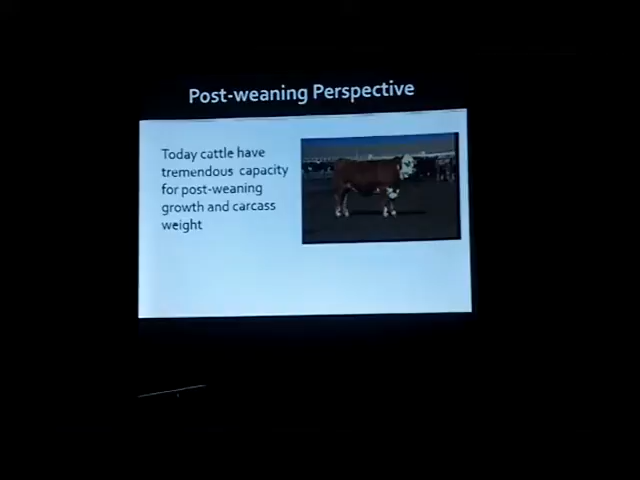 Post-weaning Perspective
Today cattle have
tremendous capacity
for post-weaning
growth and carcass
weight